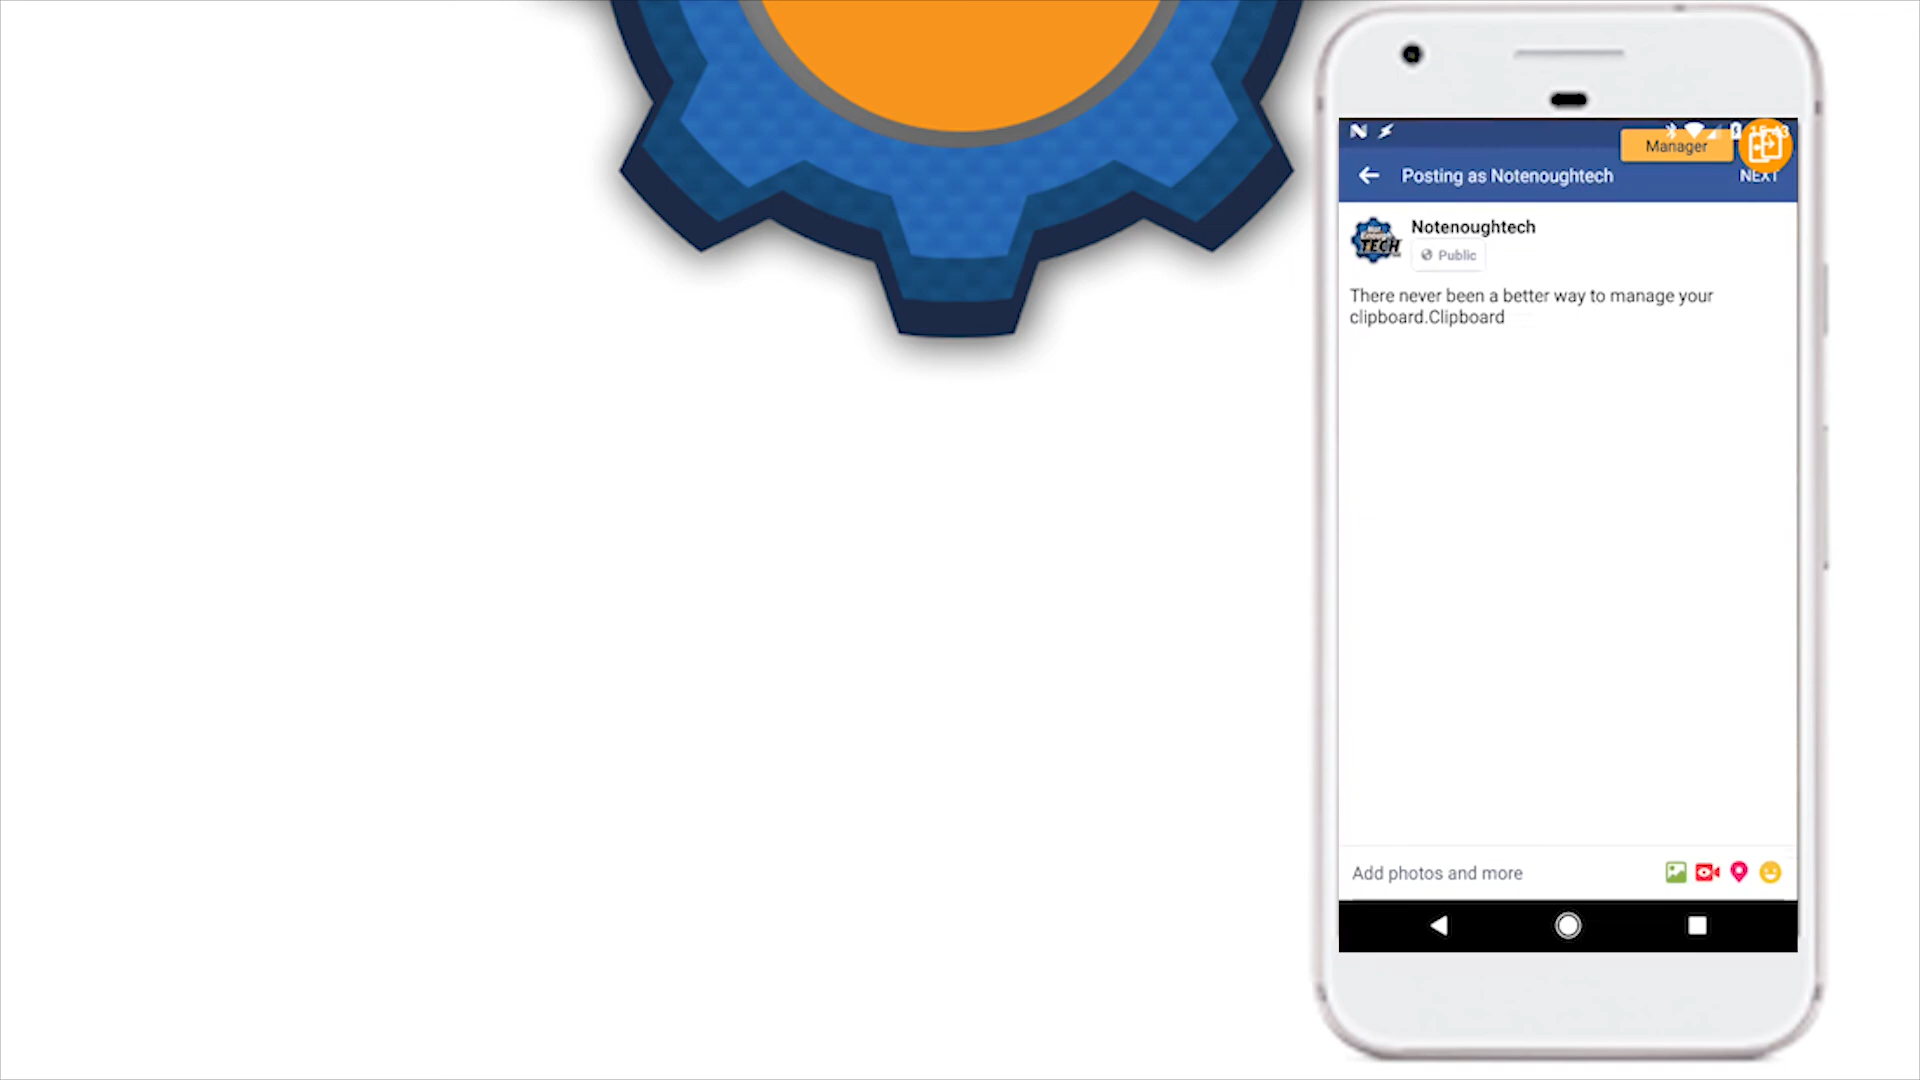 Manager
Posting as Notenoughtech
NEXT
Notenoughtech
TECH
Public
There never been a better way to manage your
clipboard.Clipboard
Add photos and more